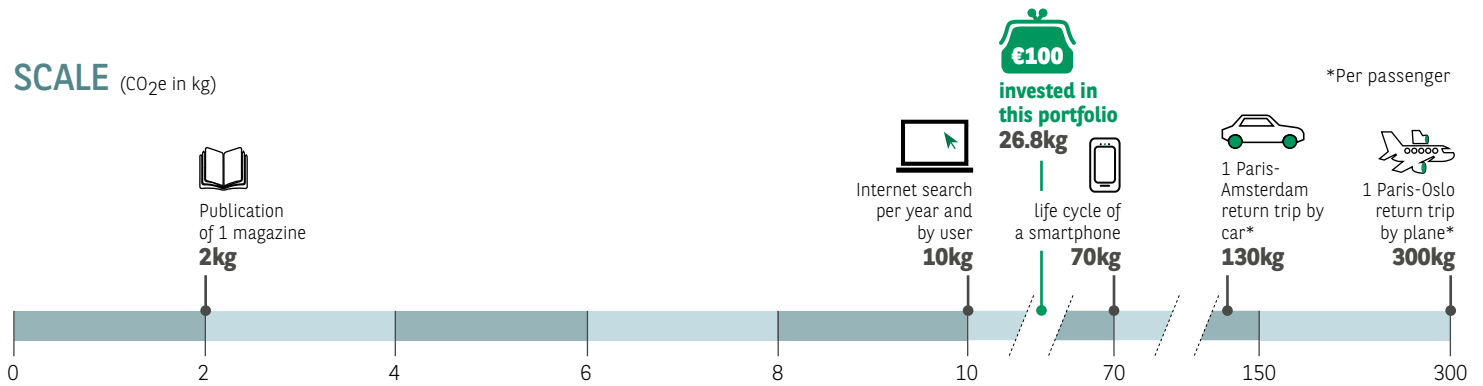 SCALE (CO2e in kg)
€100
invested in
this portfolio
26.8kg
*Per passenger
Publication
of 1 magazine
2kg
Internet search
per year and
by user
10kg
life cycle of
a smartphone
70kg
1 Paris-
Amsterdam
return trip by
car*
130kg
1 Paris-Oslo
return trip
by plane*
300kg
0 2 4 6 8 10 70 150 300